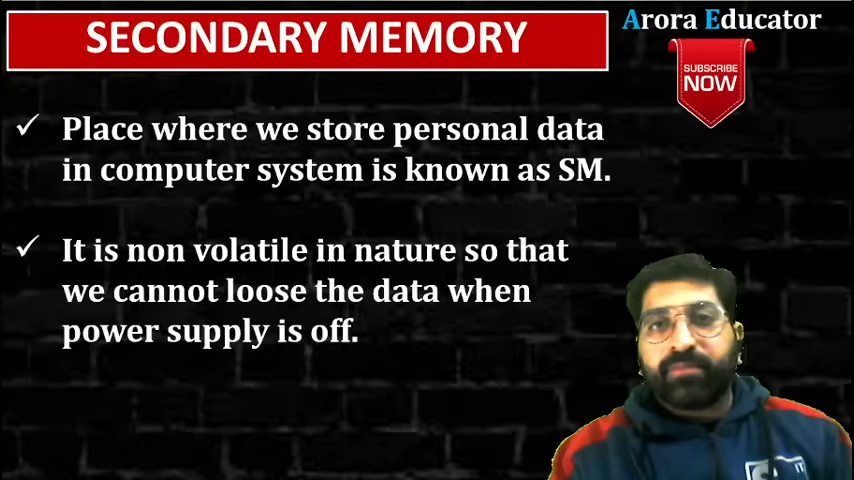 SECONDARY MEMORY
Arora Educator
SUBSCRIBE
NOW
✓ Place where we store personal data
in computer system is known as SM.
✓ It is non volatile in nature so that
we cannot loose the data when
power supply is off.
IT